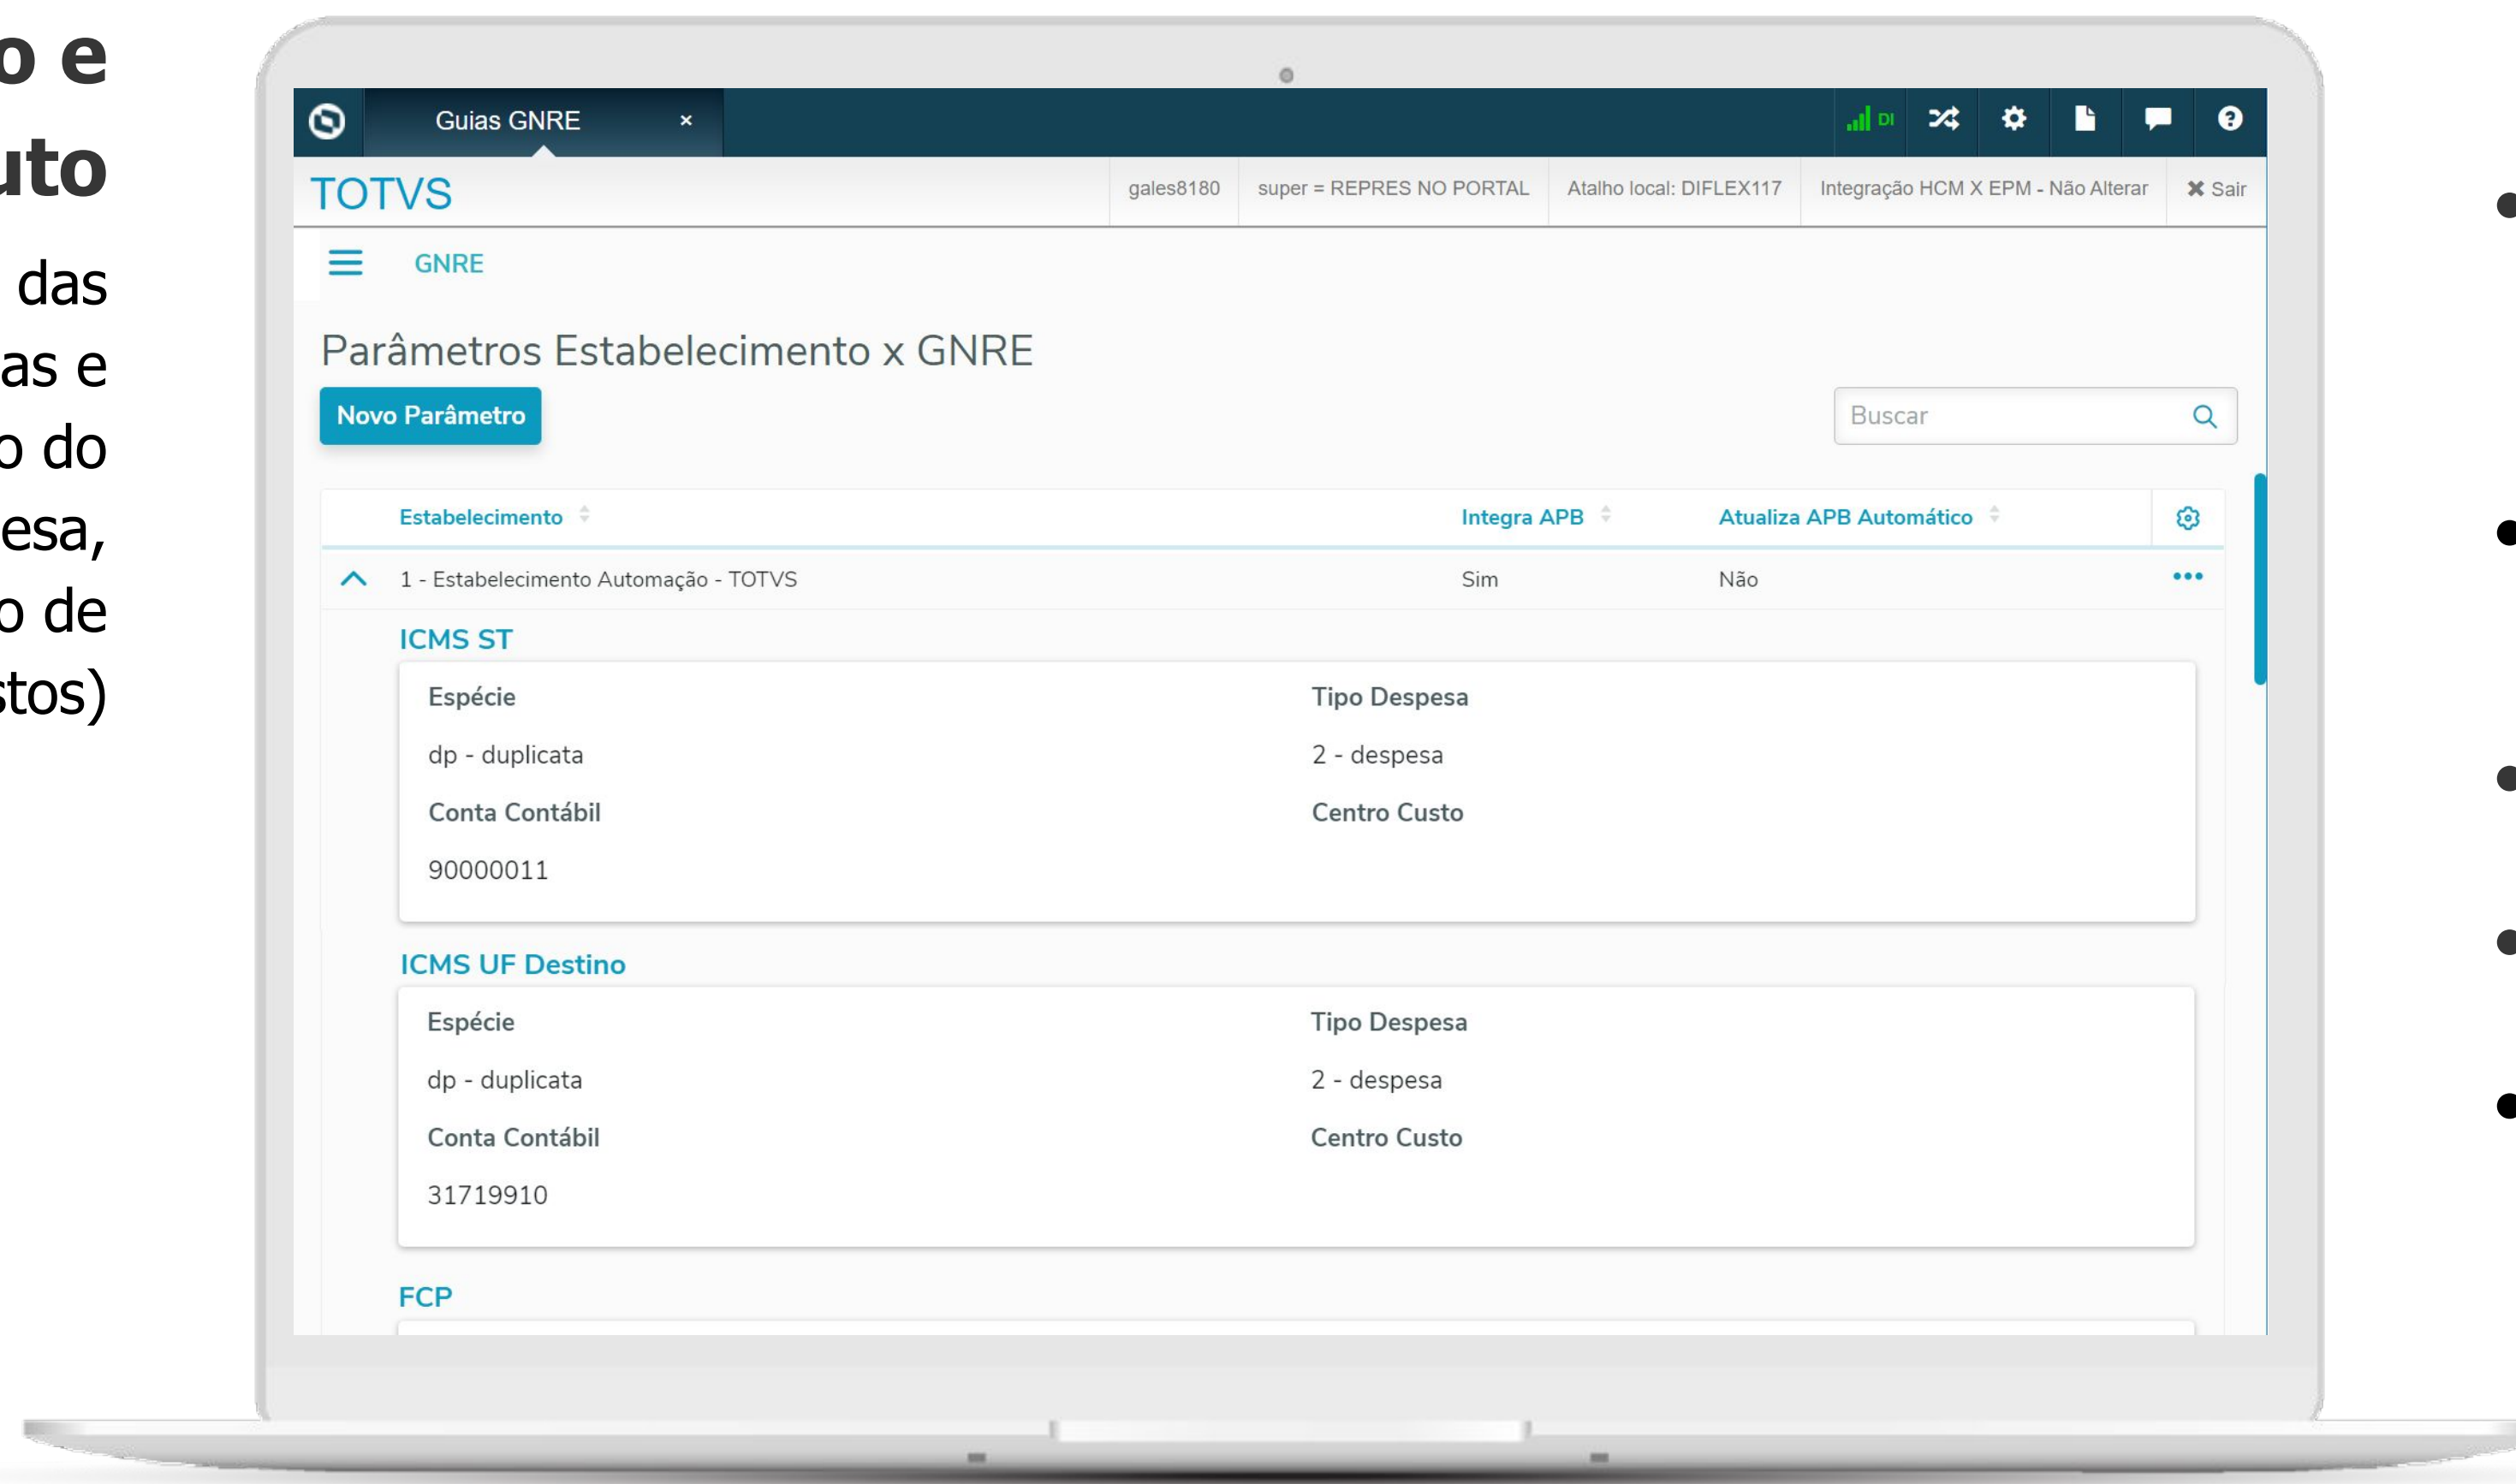 o e
uto
das
as e
o do
esa,
o de
stos)
Guias GNRE ×
DI
TOTVS
gales8180 super = REPRES NO PORTAL Atalho local: DIFLEX117 Integração HCM X EPM - Não Alterar ✖ Sair
GNRE
Parâmetros Estabelecimento x GNRE
Novo Parâmetro Buscar
Estabelecimento Integra APB Atualiza APB Automático
1 - Estabelecimento Automação - TOTVS Sim Não
ICMS ST
Espécie Tipo Despesa
dp - duplicata 2 - despesa
Conta Contábil Centro Custo
90000011
ICMS UF Destino
Espécie Tipo Despesa
dp - duplicata 2 - despesa
Conta Contábil Centro Custo
31719910
FCP